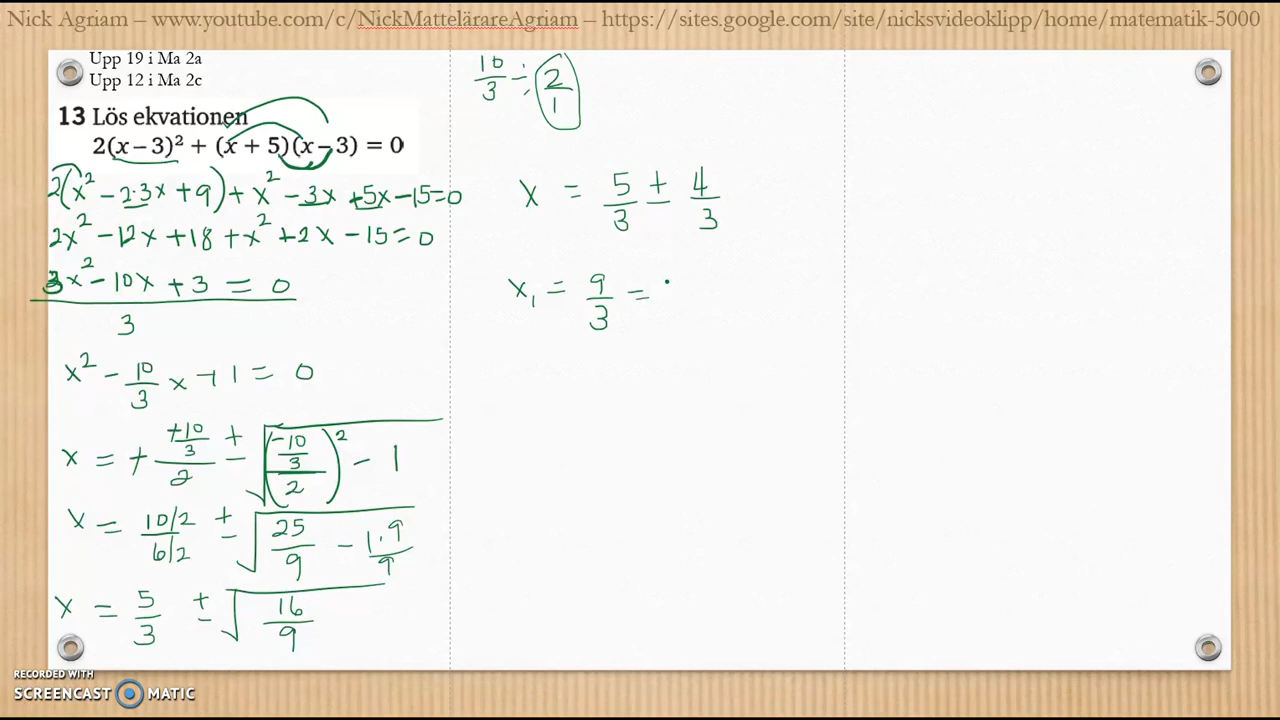 Nick Agriam – www.youtube.com/c/NickMattelärareAgriam – https://sites.google.com/site/nicksvideoklipp/home/matematik-5000
Upp 19 i Ma 2a
Upp 12 i Ma 2c
13 Lös ekvationen
2(x – 3)² + (x + 5)(x – 3) = 0
2(x² - 2·3x + 9) + x² - 3x + 5x - 15 = 0
2x² - 12x + 18 + x² + 2x - 15 = 0
3x² - 10x + 3 = 0
3
x² - 10/3 x + 1 = 0
x = + (+10/3)/2 ± √(((-10/3)/2)² - 1)
x = (10/2)/(6/2) ± √(25/9 - 1·9/9)
x = 5/3 ± √(16/9)
10/3 ÷ 2/1
x = 5/3 ± 4/3
x₁ = 9/3 =
RECORDED WITH
SCREENCAST MATIC